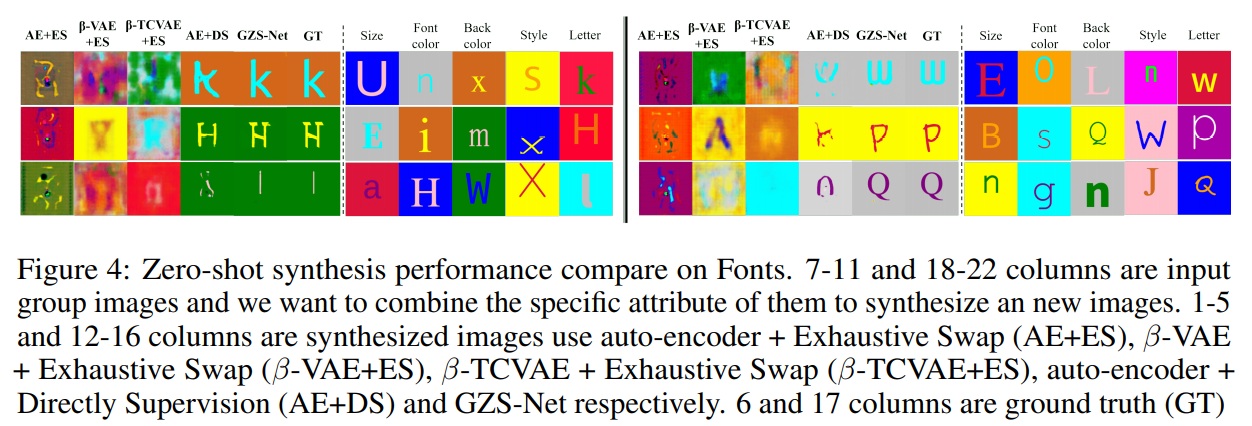 AE+ES β-VAE +ES β-TCVAE +ES AE+DS GZS-Net GT Size Font color Back color Style Letter AE+ES β-VAE +ES β-TCVAE +ES AE+DS GZS-Net GT Size Font color Back color Style Letter
k k k U n x S k w w E O L n w
H H H E i m x H P P P B s Q W p
l l a H W X l Q Q Q n g n J Q
Figure 4: Zero-shot synthesis performance compare on Fonts. 7-11 and 18-22 columns are input
group images and we want to combine the specific attribute of them to synthesize an new images. 1-5
and 12-16 columns are synthesized images use auto-encoder + Exhaustive Swap (AE+ES), β-VAE
+ Exhaustive Swap (β-VAE+ES), β-TCVAE + Exhaustive Swap (β-TCVAE+ES), auto-encoder +
Directly Supervision (AE+DS) and GZS-Net respectively. 6 and 17 columns are ground truth (GT)